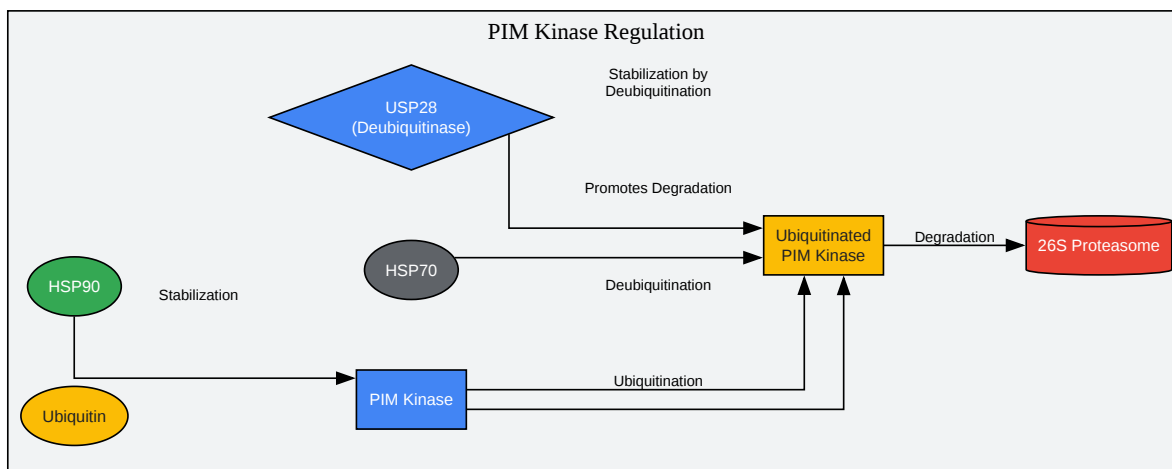 PIM Kinase Regulation
Stabilization by
Deubiquitination
USP28
(Deubiquitinase)
Promotes Degradation
Ubiquitinated
PIM Kinase
Degradation
26S Proteasome
HSP70
Deubiquitination
HSP90
Stabilization
Ubiquitination
PIM Kinase
Ubiquitin